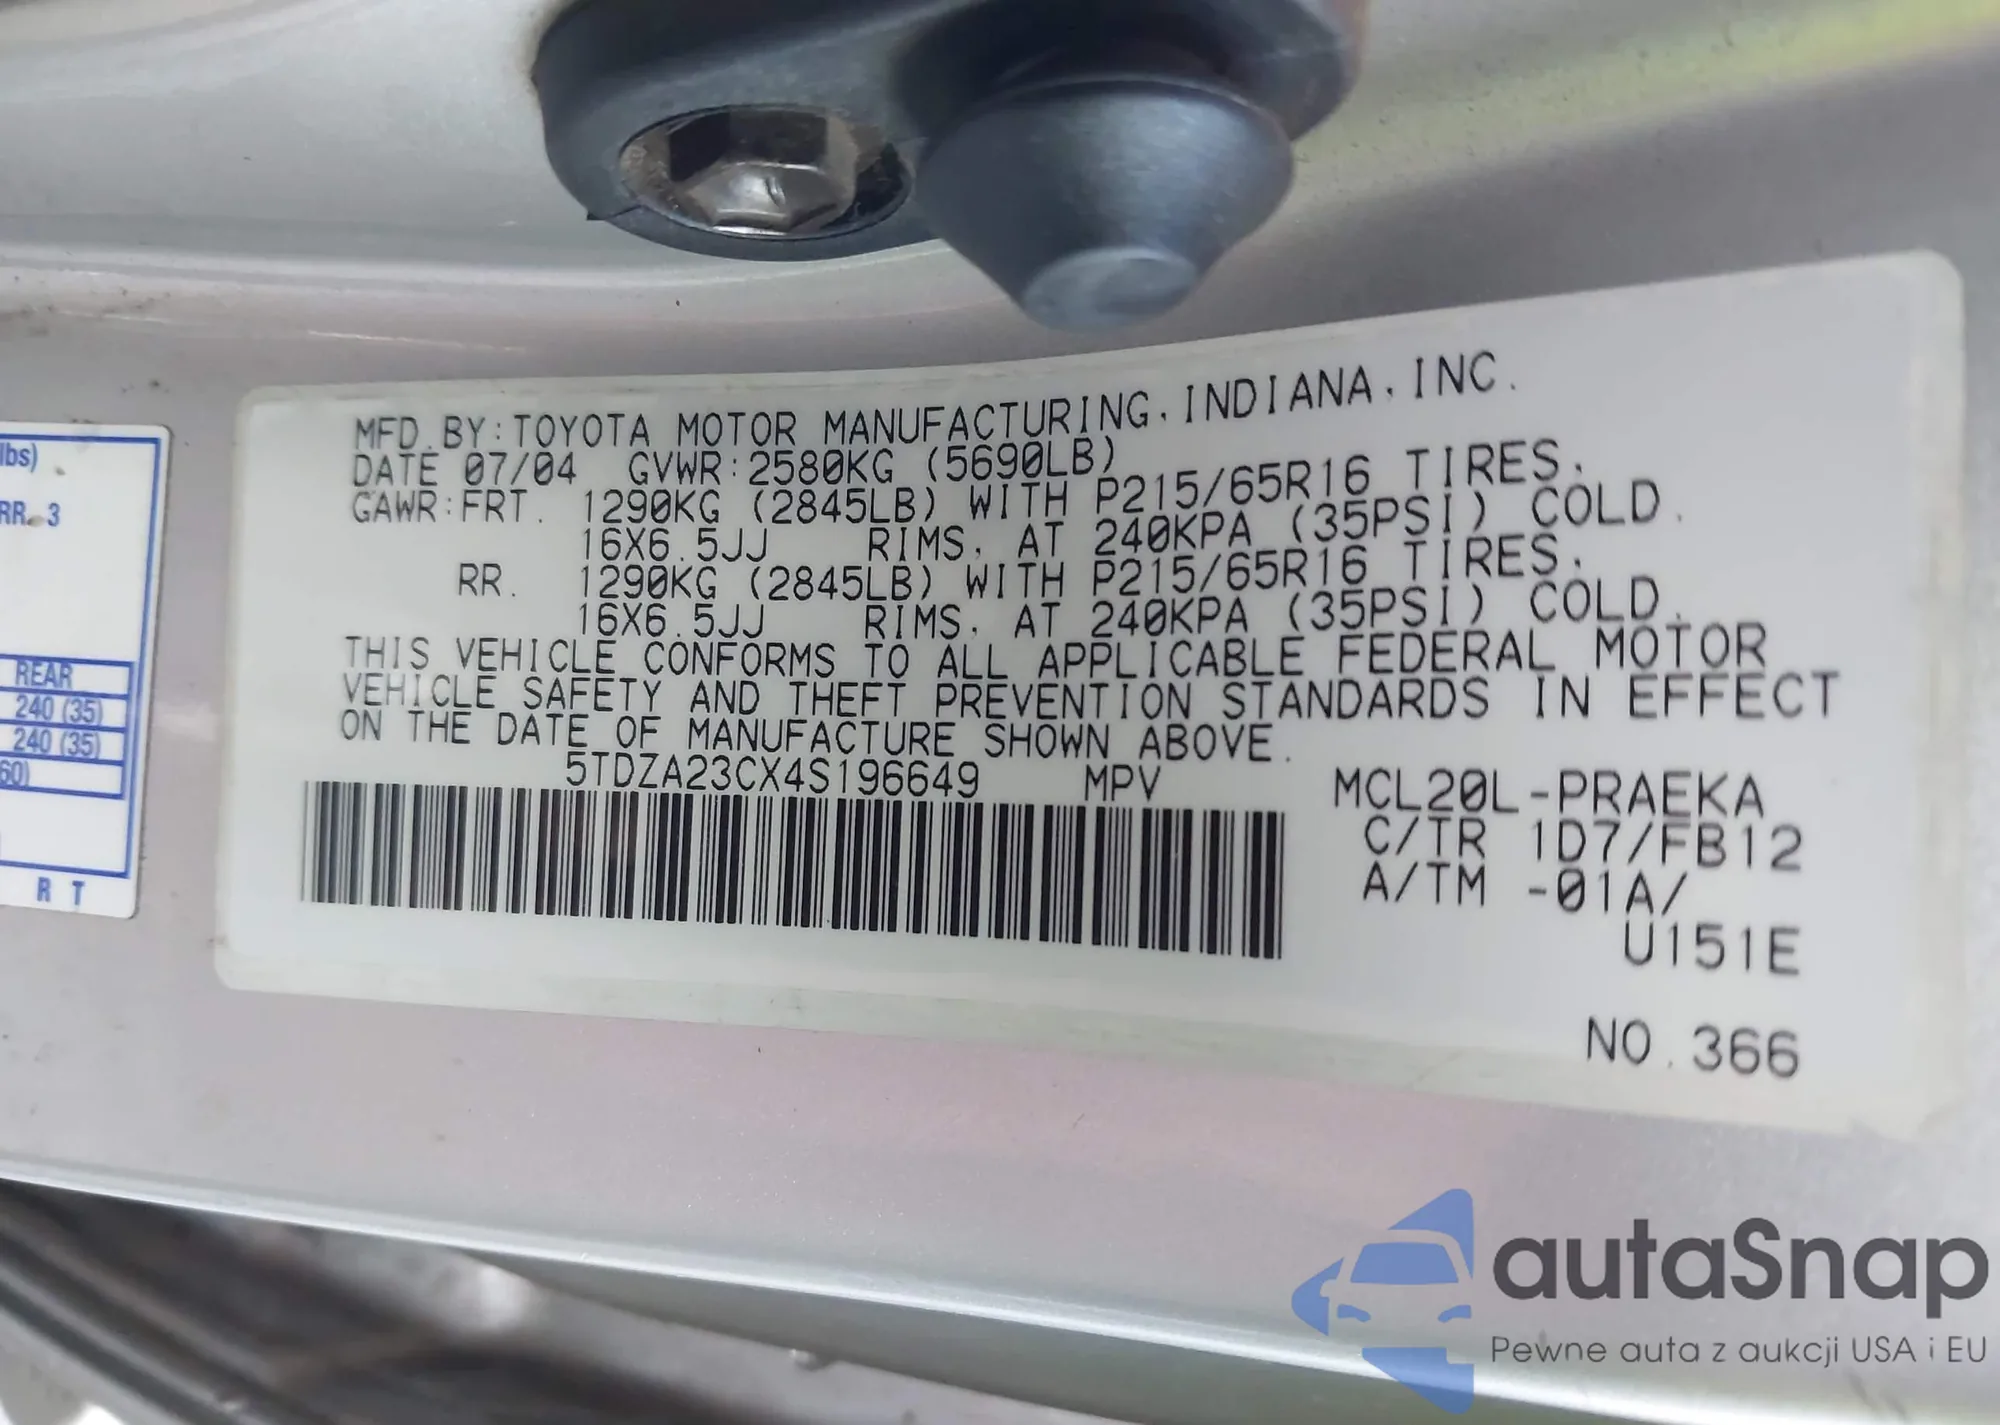 lbs)
RR. 3
REAR
240 (35)
240 (35)
60)
R T
MFD.BY:TOYOTA MOTOR MANUFACTURING, INDIANA, INC.
DATE 07/04 GVWR:2580KG (5690LB)
GAWR:FRT. 1290KG (2845LB) WITH P215/65R16 TIRES,
16X6.5JJ RIMS, AT 240KPA (35PSI) COLD.
RR. 1290KG (2845LB) WITH P215/65R16 TIRES,
16X6.5JJ RIMS, AT 240KPA (35PSI) COLD.
THIS VEHICLE CONFORMS TO ALL APPLICABLE FEDERAL MOTOR
VEHICLE SAFETY AND THEFT PREVENTION STANDARDS IN EFFECT
ON THE DATE OF MANUFACTURE SHOWN ABOVE.
5TDZA23CX4S196649 MPV MCL20L-PRAEKA
C/TR 1D7/FB12
A/TM -01A/
U151E
NO.366
autaSnap
Pewne auta z aukcji USA i EU